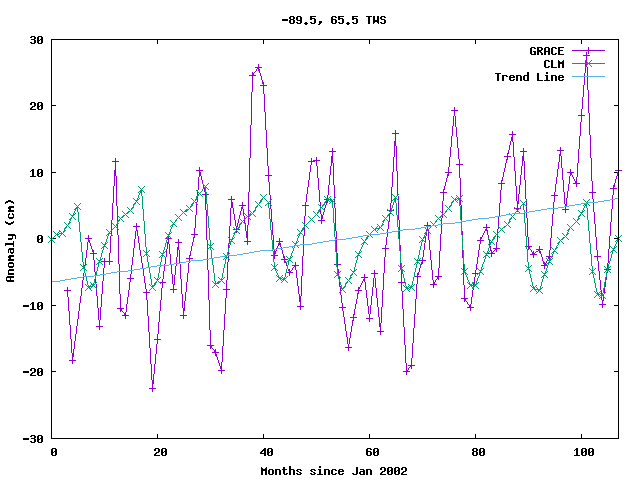 -89.5, 65.5 TWS
GRACE
CLM
Trend Line
30
20
10
0
-10
-20
-30
Anomaly (cm)
0 20 40 60 80 100
Months since Jan 2002